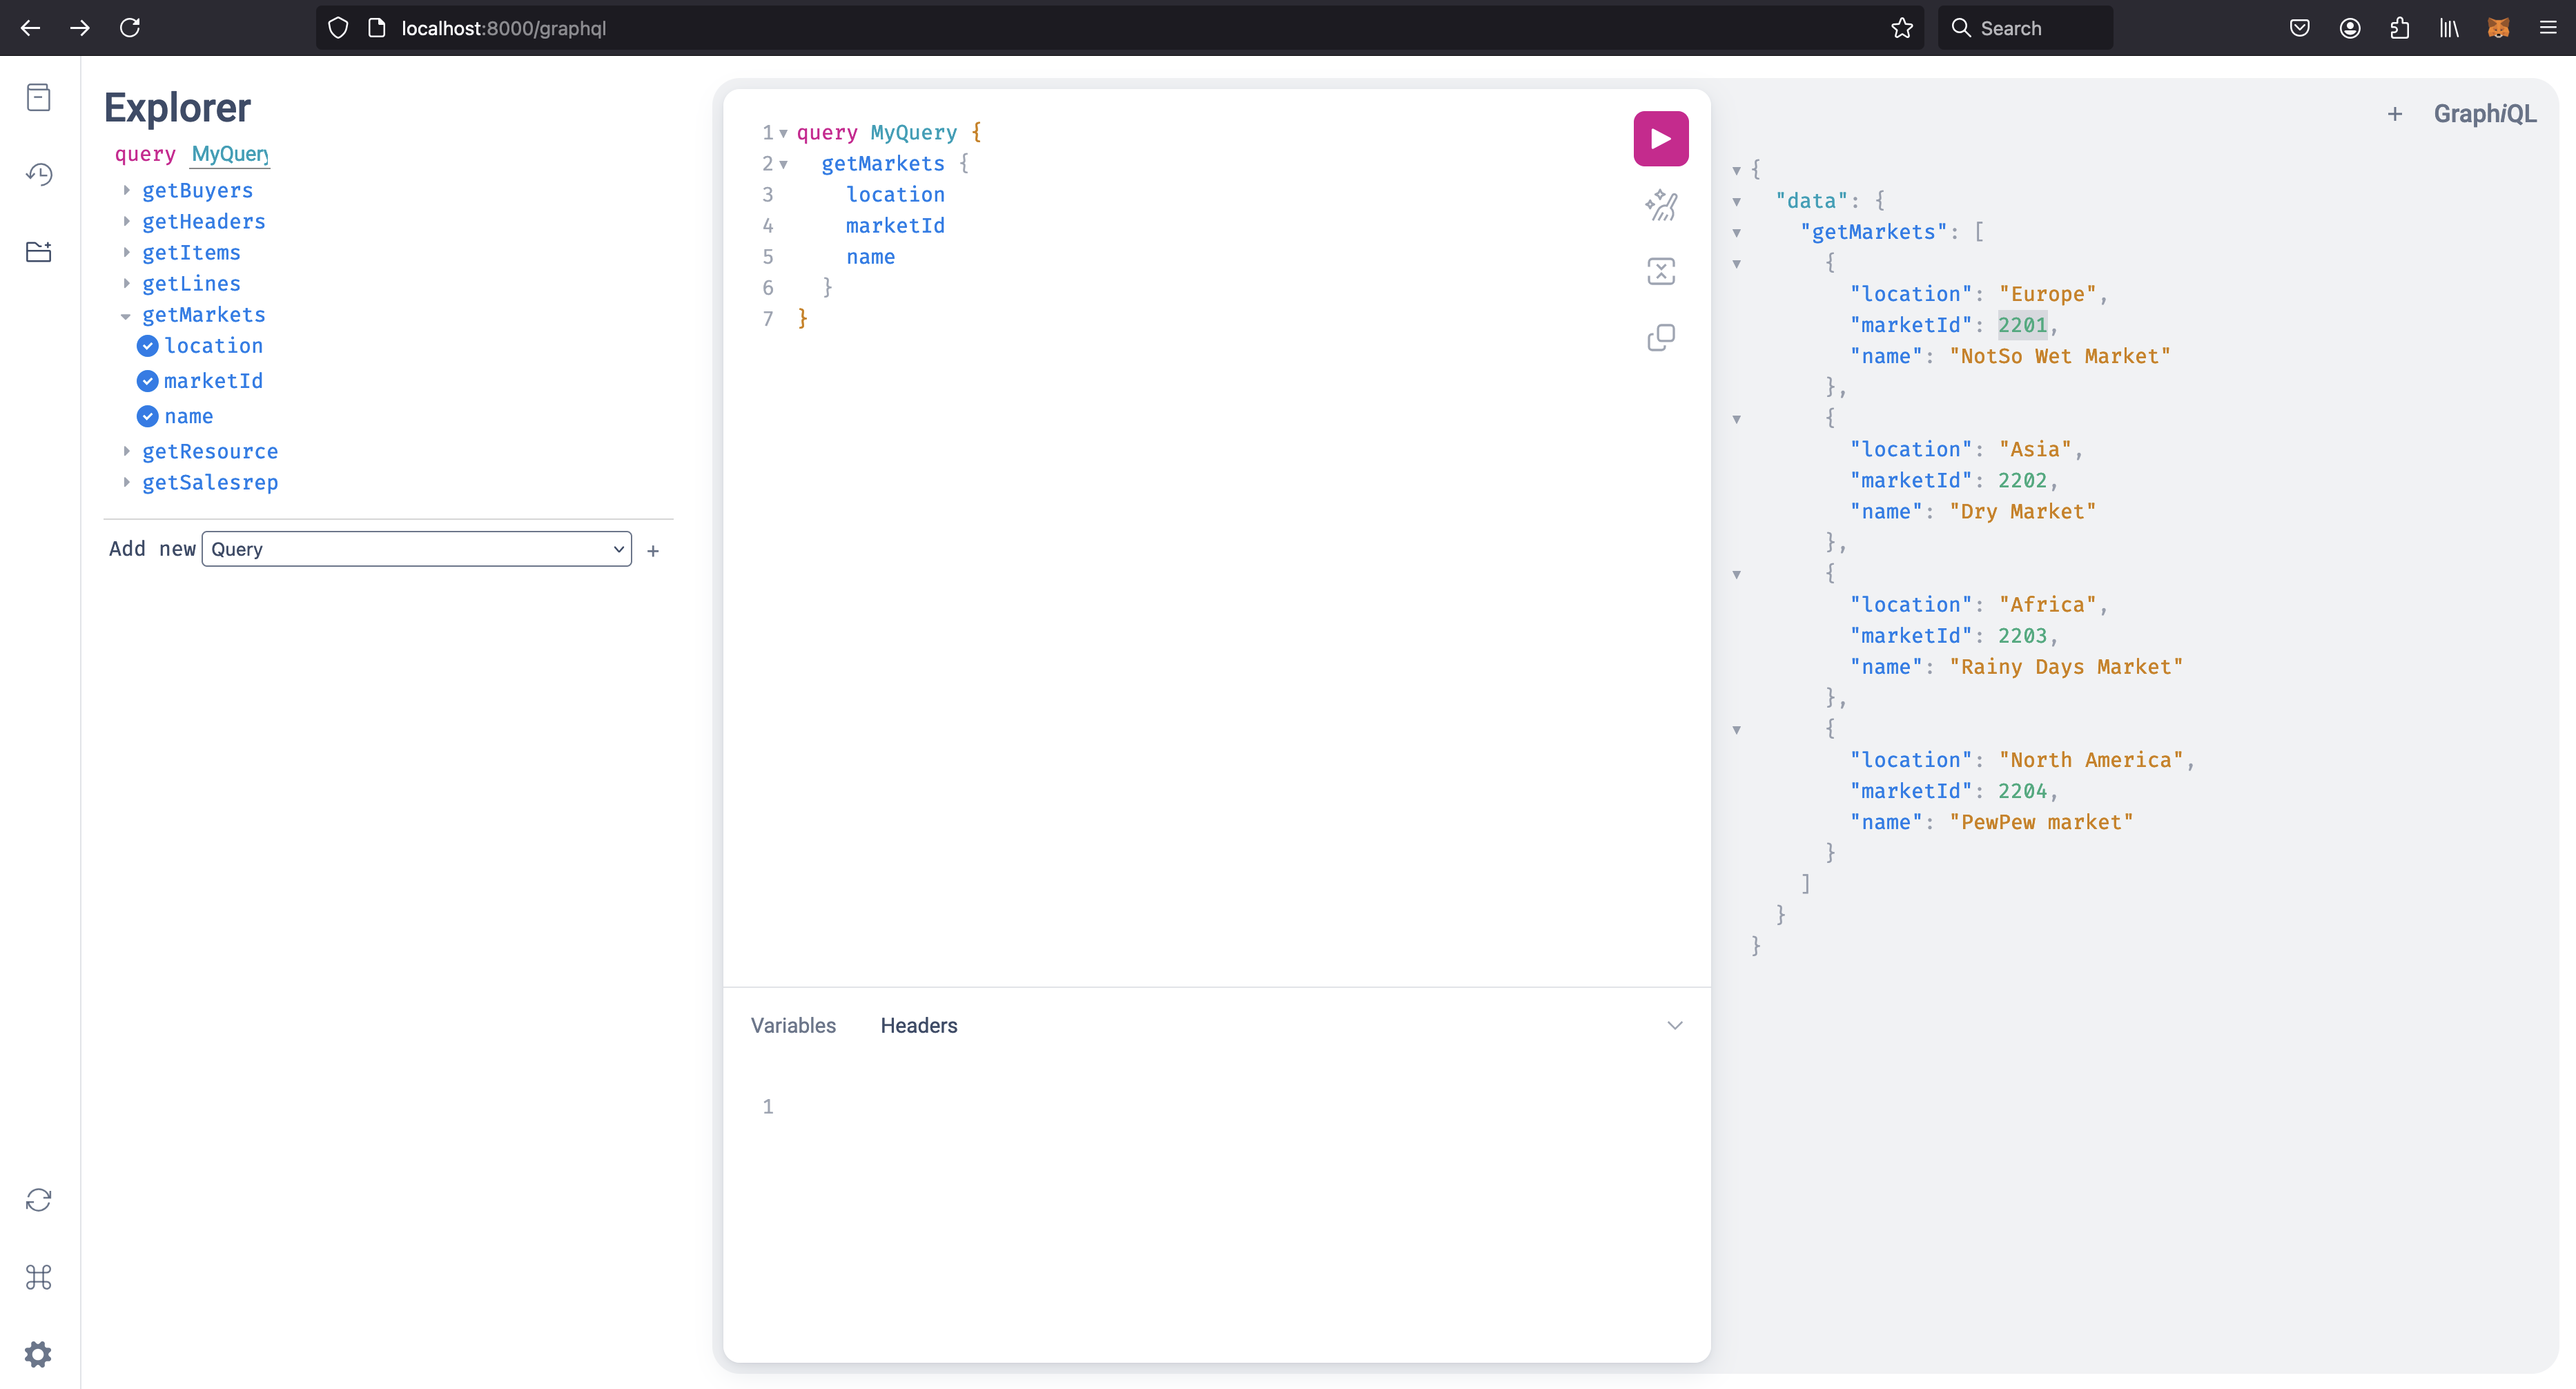 localhost:8000/graphql
Search
Explorer
query MyQuery
getBuyers
getHeaders
getItems
getLines
getMarkets
location
marketId
name
getResource
getSalesrep
Add new Query +
1 query MyQuery {
2 getMarkets {
3 location
4 marketId
5 name
6 }
7 }
Variables Headers
1
+ GraphiQL
{
"data": {
"getMarkets": [
{
"location": "Europe",
"marketId": 2201,
"name": "NotSo Wet Market"
},
{
"location": "Asia",
"marketId": 2202,
"name": "Dry Market"
},
{
"location": "Africa",
"marketId": 2203,
"name": "Rainy Days Market"
},
{
"location": "North America",
"marketId": 2204,
"name": "PewPew market"
}
]
}
}